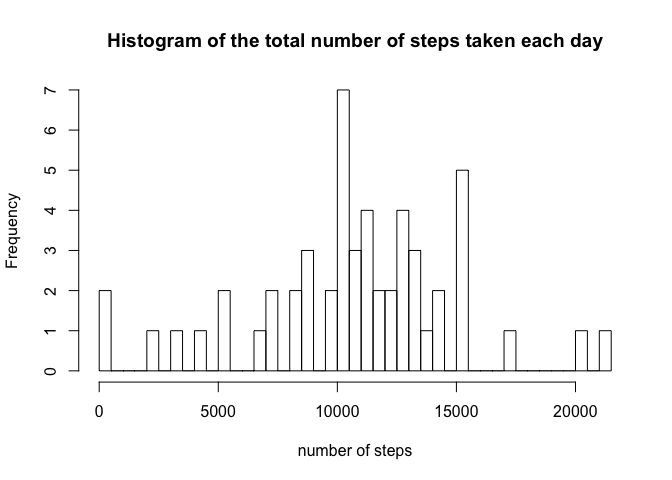 Histogram of the total number of steps taken each day
Frequency
7
6
5
4
3
2
1
0
0 5000 10000 15000 20000
number of steps